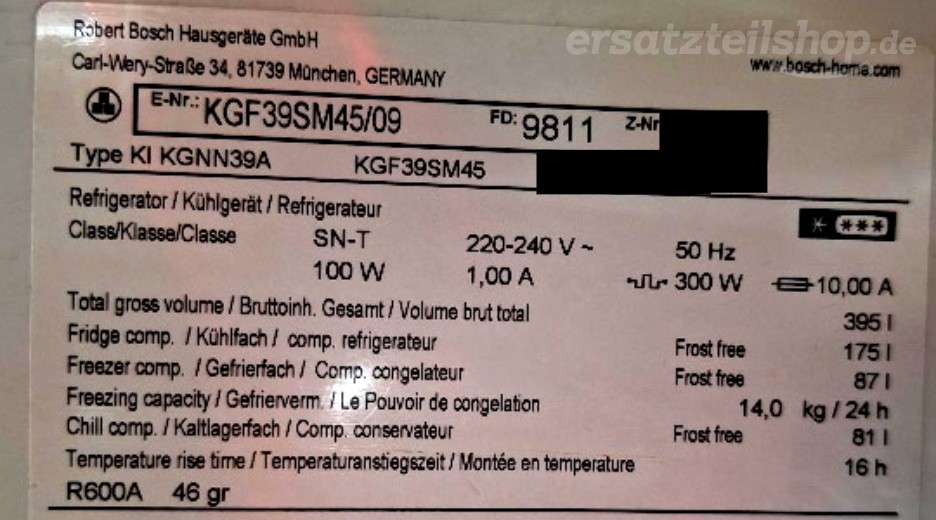 Robert Bosch Hausgeräte GmbH
ersatzteilshop.de
Carl-Wery-Straße 34, 81739 München, GERMANY
www.bosch-home.com
E-Nr.: KGF39SM45/09 FD: 9811 Z-Nr
Type KI KGNN39A KGF39SM45
Refrigerator / Kühlgerät / Refrigerateur
Class/Klasse/Classe SN-T 220-240 V ~ 50 Hz
100 W 1,00 A 300 W 10,00 A
Total gross volume / Bruttoinh. Gesamt / Volume brut total 395 l
Fridge comp. / Kühlfach / comp. refrigerateur Frost free 175 l
Freezer comp. / Gefrierfach / Comp. congelateur Frost free 87 l
Freezing capacity / Gefrierverm. / Le Pouvoir de congelation 14,0 kg / 24 h
Chill comp. / Kaltlagerfach / Comp. conservateur Frost free 81 l
Temperature rise time / Temperaturanstiegszeit / Montée en temperature 16 h
R600A 46 gr